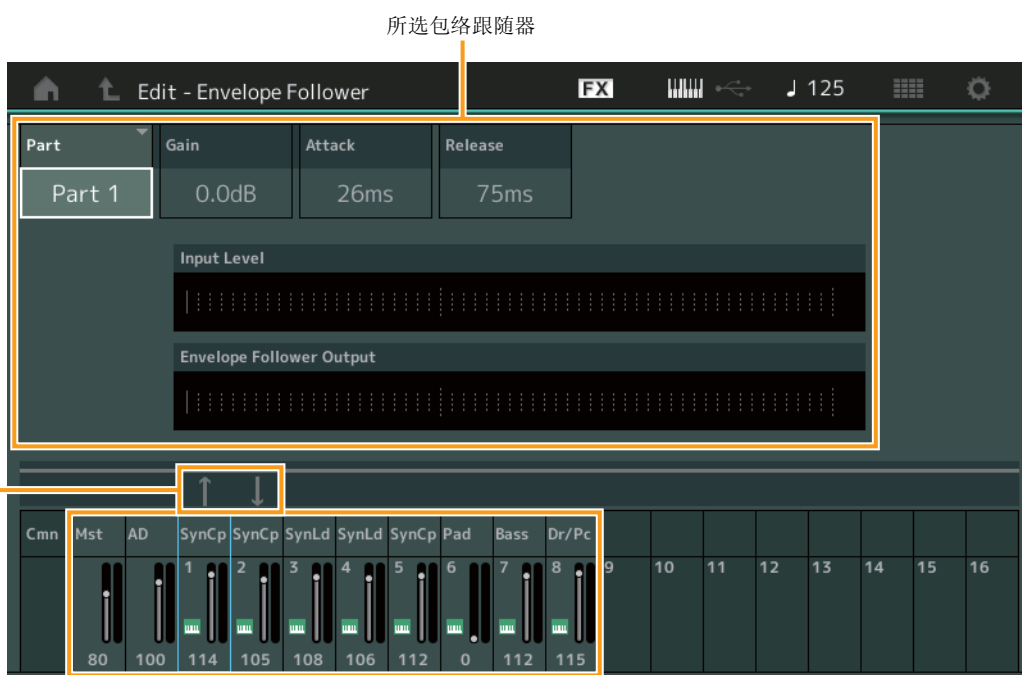 所选包络跟随器
Edit - Envelope Follower FX 125
Part Gain Attack Release
Part 1 0.0dB 26ms 75ms
Input Level
Envelope Follower Output
↑ ↓
Cmn Mst AD SynCp SynCp SynLd SynLd SynCp Pad Bass Dr/Pc
1 2 3 4 5 6 7 8 9 10 11 12 13 14 15 16
80 100 114 105 108 106 112 0 112 115